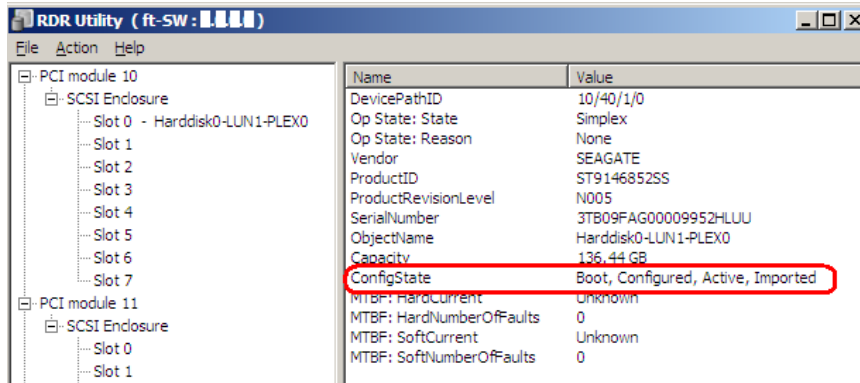 RDR Utility ( ft-SW : )
File Action Help
PCI module 10
SCSI Enclosure
Slot 0 - Harddisk0-LUN1-PLEX0
Slot 1
Slot 2
Slot 3
Slot 4
Slot 5
Slot 6
Slot 7
PCI module 11
SCSI Enclosure
Slot 0
Slot 1
Name Value
DevicePathID 10/40/1/0
Op State: State Simplex
Op State: Reason None
Vendor SEAGATE
ProductID ST9146852SS
ProductRevisionLevel N005
SerialNumber 3TB09FAG00009952HLUU
ObjectName Harddisk0-LUN1-PLEX0
Capacity 136.44 GB
ConfigState Boot, Configured, Active, Imported
MTBF: HardCurrent Unknown
MTBF: HardNumberOfFaults 0
MTBF: SoftCurrent Unknown
MTBF: SoftNumberOfFaults 0